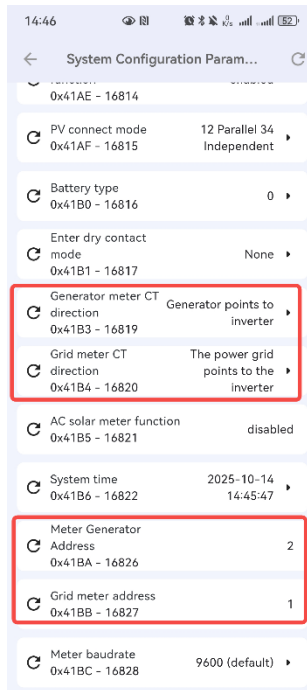 14:46
52
System Configuration Param...
enabled
0x41AE - 16814
PV connect mode
12 Parallel 34
Independent
0x41AF - 16815
Battery type
0
0x41B0 - 16816
Enter dry contact
mode
None
0x41B1 - 16817
Generator meter CT
direction
Generator points to
inverter
0x41B3 - 16819
Grid meter CT
direction
The power grid
points to the
inverter
0x41B4 - 16820
AC solar meter function
disabled
0x41B5 - 16821
System time
2025-10-14
14:45:47
0x41B6 - 16822
Meter Generator
Address
2
0x41BA - 16826
Grid meter address
1
0x41BB - 16827
Meter baudrate
9600 (default)
0x41BC - 16828